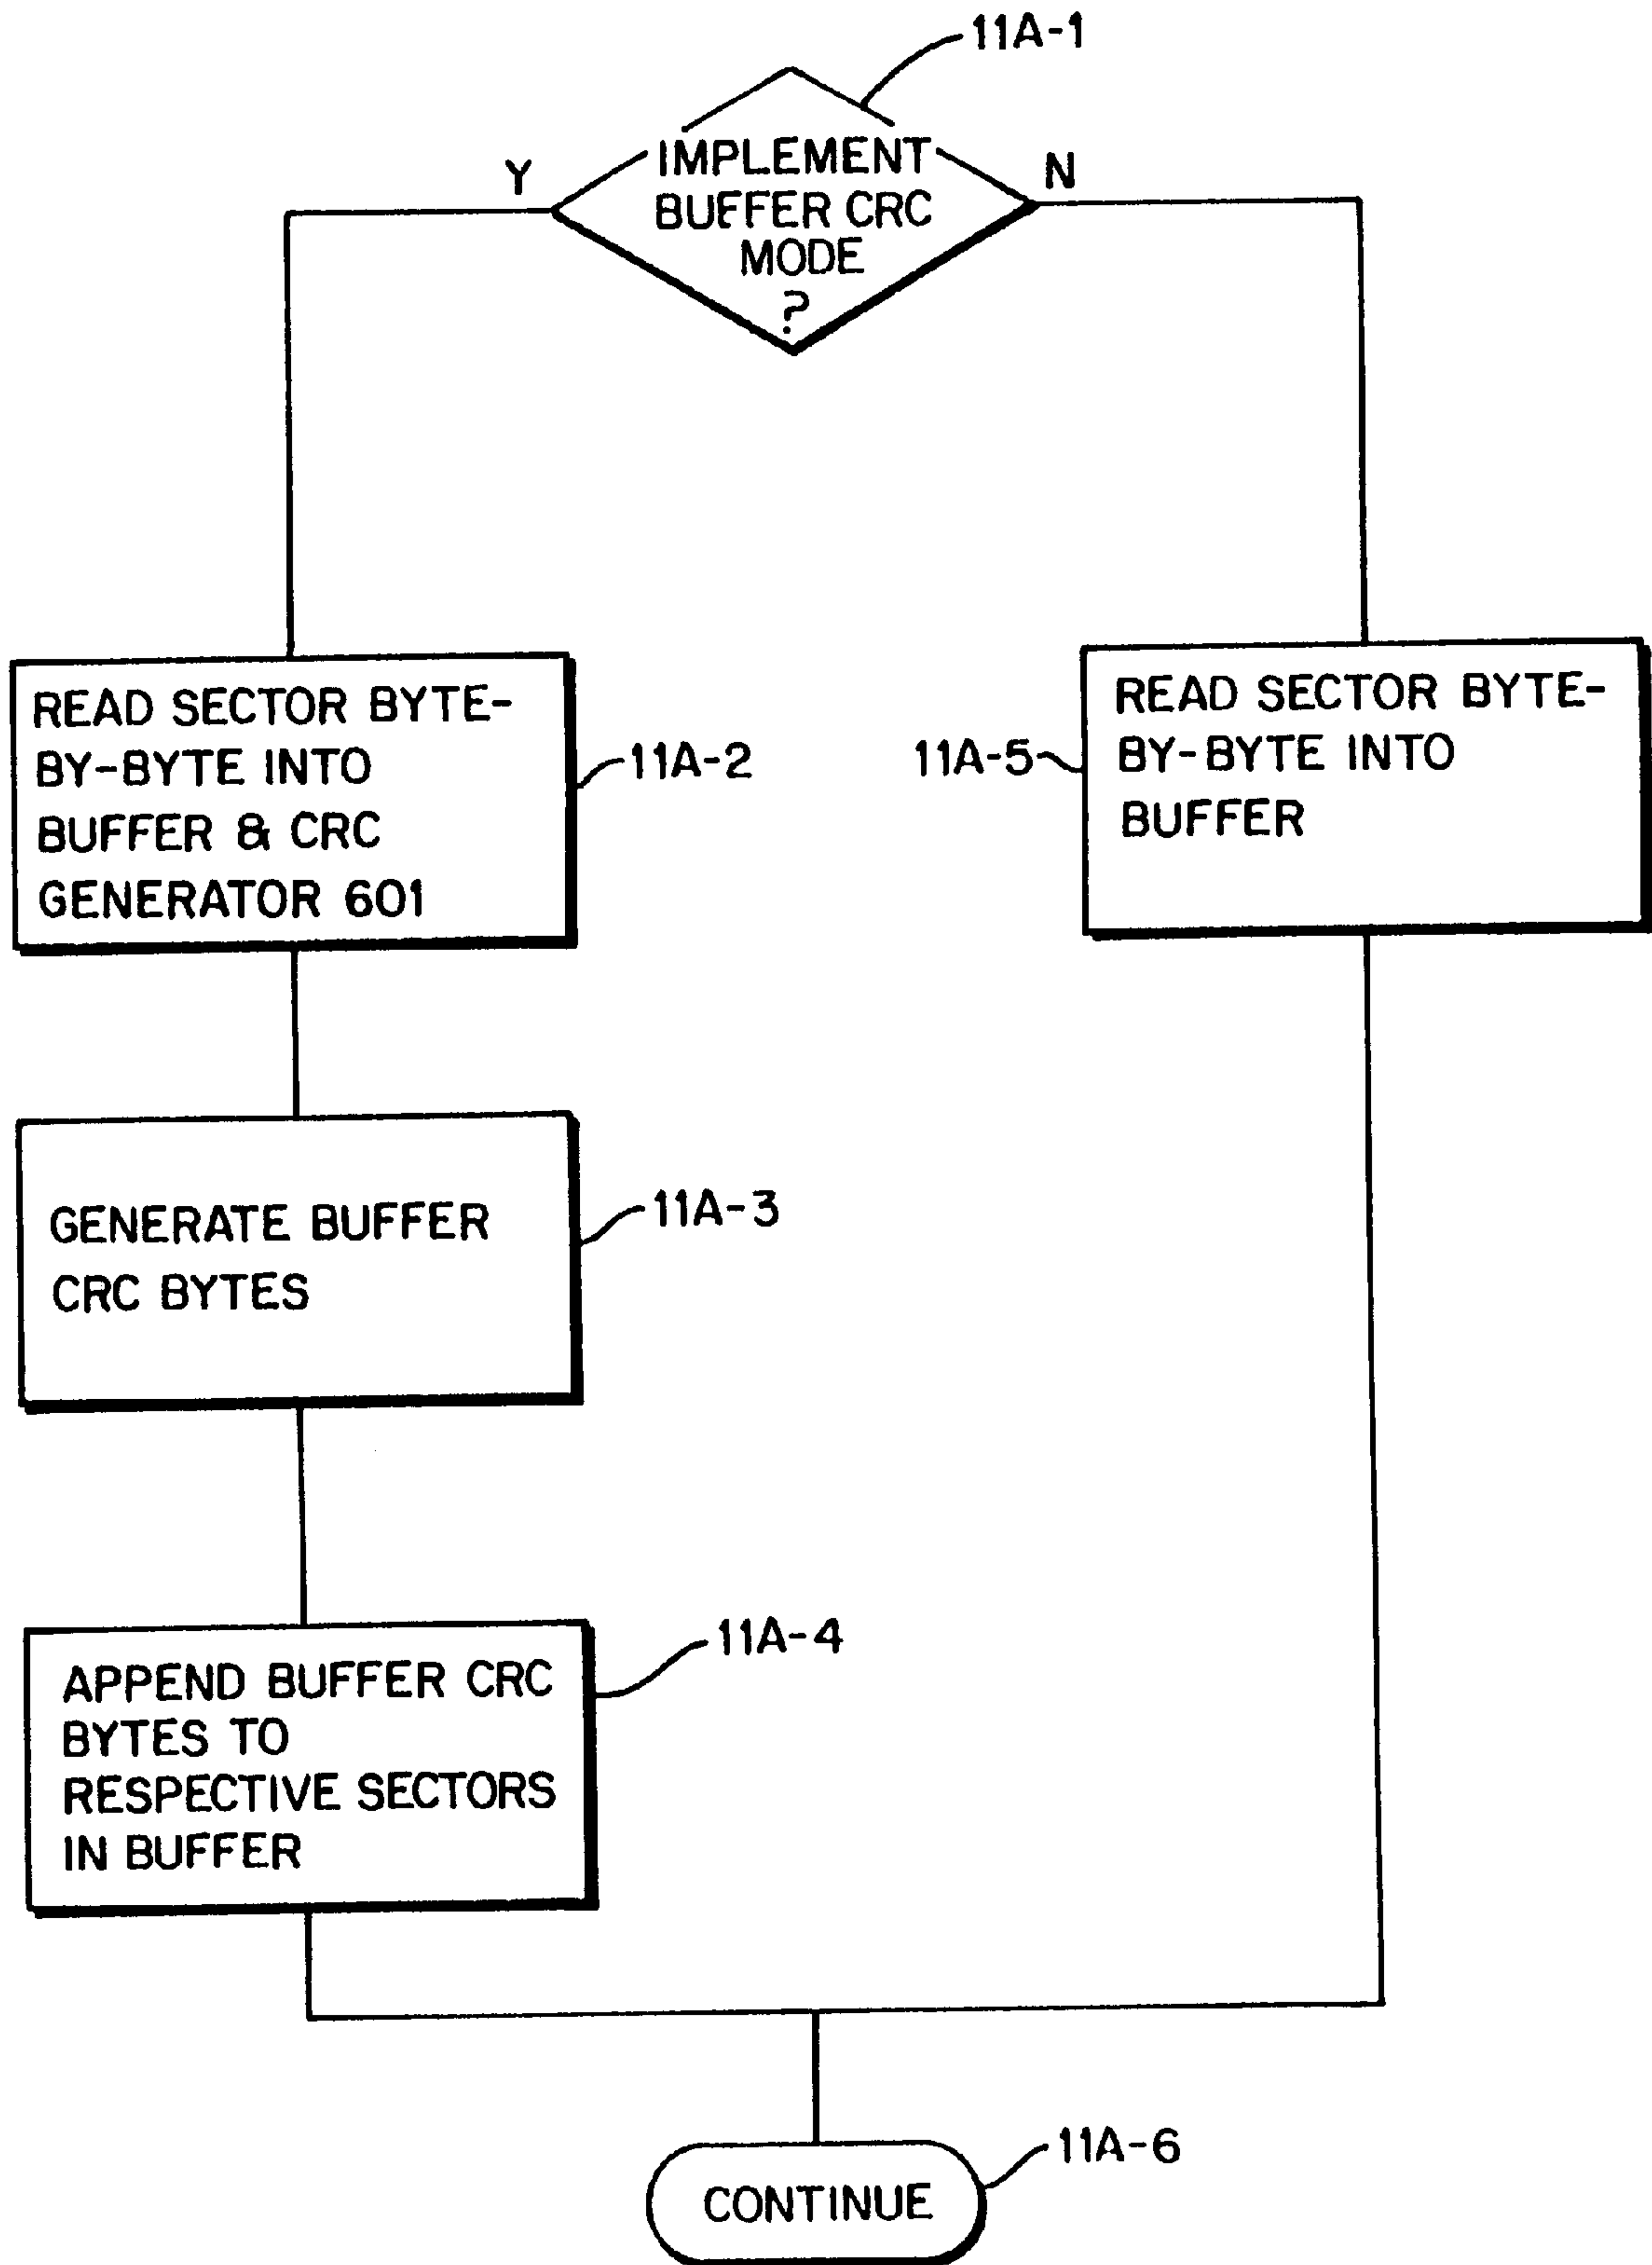 11A-1
IMPLEMENT
BUFFER CRC
MODE
?
Y
N
READ SECTOR BYTE-
BY-BYTE INTO
BUFFER & CRC
GENERATOR 601
11A-2
11A-5
READ SECTOR BYTE-
BY-BYTE INTO
BUFFER
GENERATE BUFFER
CRC BYTES
11A-3
APPEND BUFFER CRC
BYTES TO
RESPECTIVE SECTORS
IN BUFFER
11A-4
CONTINUE
11A-6